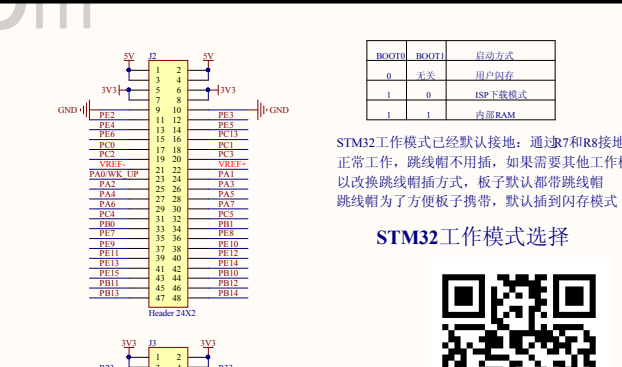 om
5V J2 5V
1 2
3 4
3V3 5 6 3V3
7 8
GND 9 10 GND
PE2 11 12 PE3
PE4 13 14 PE5
PE6 15 16 PC13
PC0 17 18 PC1
PC2 19 20 PC3
VREF- 21 22 VREF+
PA0/WK_UP 23 24 PA1
PA2 25 26 PA3
PA4 27 28 PA5
PA6 29 30 PA7
PC4 31 32 PC5
PB0 33 34 PB1
PE7 35 36 PE8
PE9 37 38 PE10
PE11 39 40 PE12
PE13 41 42 PE14
PE15 43 44 PB10
PB11 45 46 PB12
PB13 47 48 PB14
Header 24X2
3V3 J3 3V3
1 2
BOOT0 BOOT1 启动方式
0 无关 用户闪存
1 0 ISP下载模式
1 1 内部RAM
STM32工作模式已经默认接地：通过R7和R8接地
正常工作，跳线帽不用插，如果需要其他工作模
以改换跳线帽插方式，板子默认都带跳线帽
跳线帽为了方便板子携带，默认插到闪存模式
STM32工作模式选择